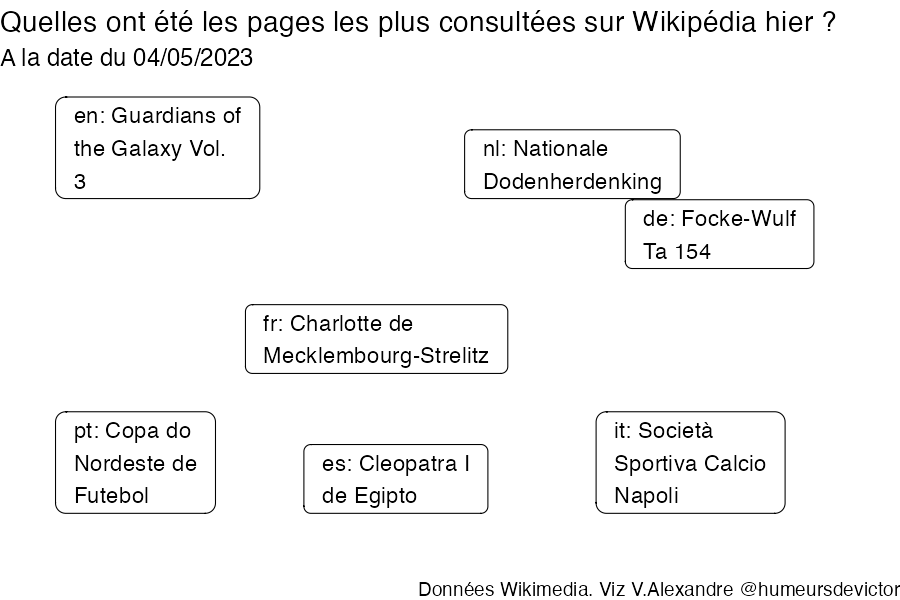 Quelles ont été les pages les plus consultées sur Wikipédia hier ?
A la date du 04/05/2023
en: Guardians of
the Galaxy Vol.
3
nl: Nationale
Dodenherdenking
de: Focke-Wulf
Ta 154
fr: Charlotte de
Mecklembourg-Strelitz
pt: Copa do
Nordeste de
Futebol
es: Cleopatra I
de Egipto
it: Società
Sportiva Calcio
Napoli
Données Wikimedia. Viz V.Alexandre @humeursdevictor